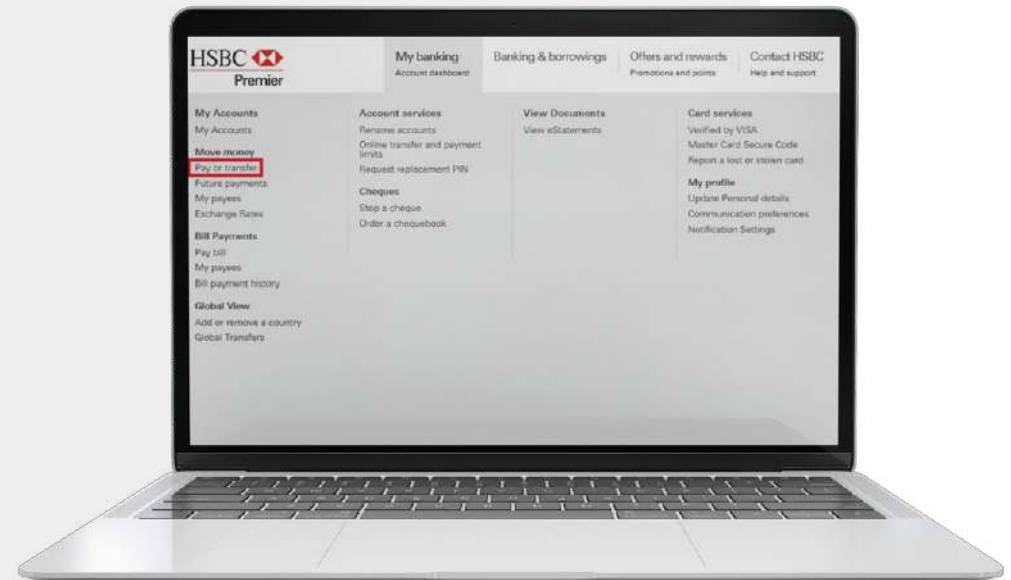 HSBC
Premier
My banking
Account dashboard
Banking & borrowings
Offers and rewards
Promotions and points
Contact HSBC
Help and support
My Accounts
My Accounts
Move money
Pay or transfer
Future payments
My payees
Exchange Rates
Bill Payments
Pay bill
My payees
Bill payment history
Global View
Add or remove a country
Global Transfers
Account services
Rename accounts
Online transfer and payment
limits
Request replacement PIN
Cheques
Stop a cheque
Order a chequebook
View Documents
View eStatements
Card services
Verified by VISA
Master Card Secure Code
Report a lost or stolen card
My profile
Update Personal details
Communication preferences
Notification Settings